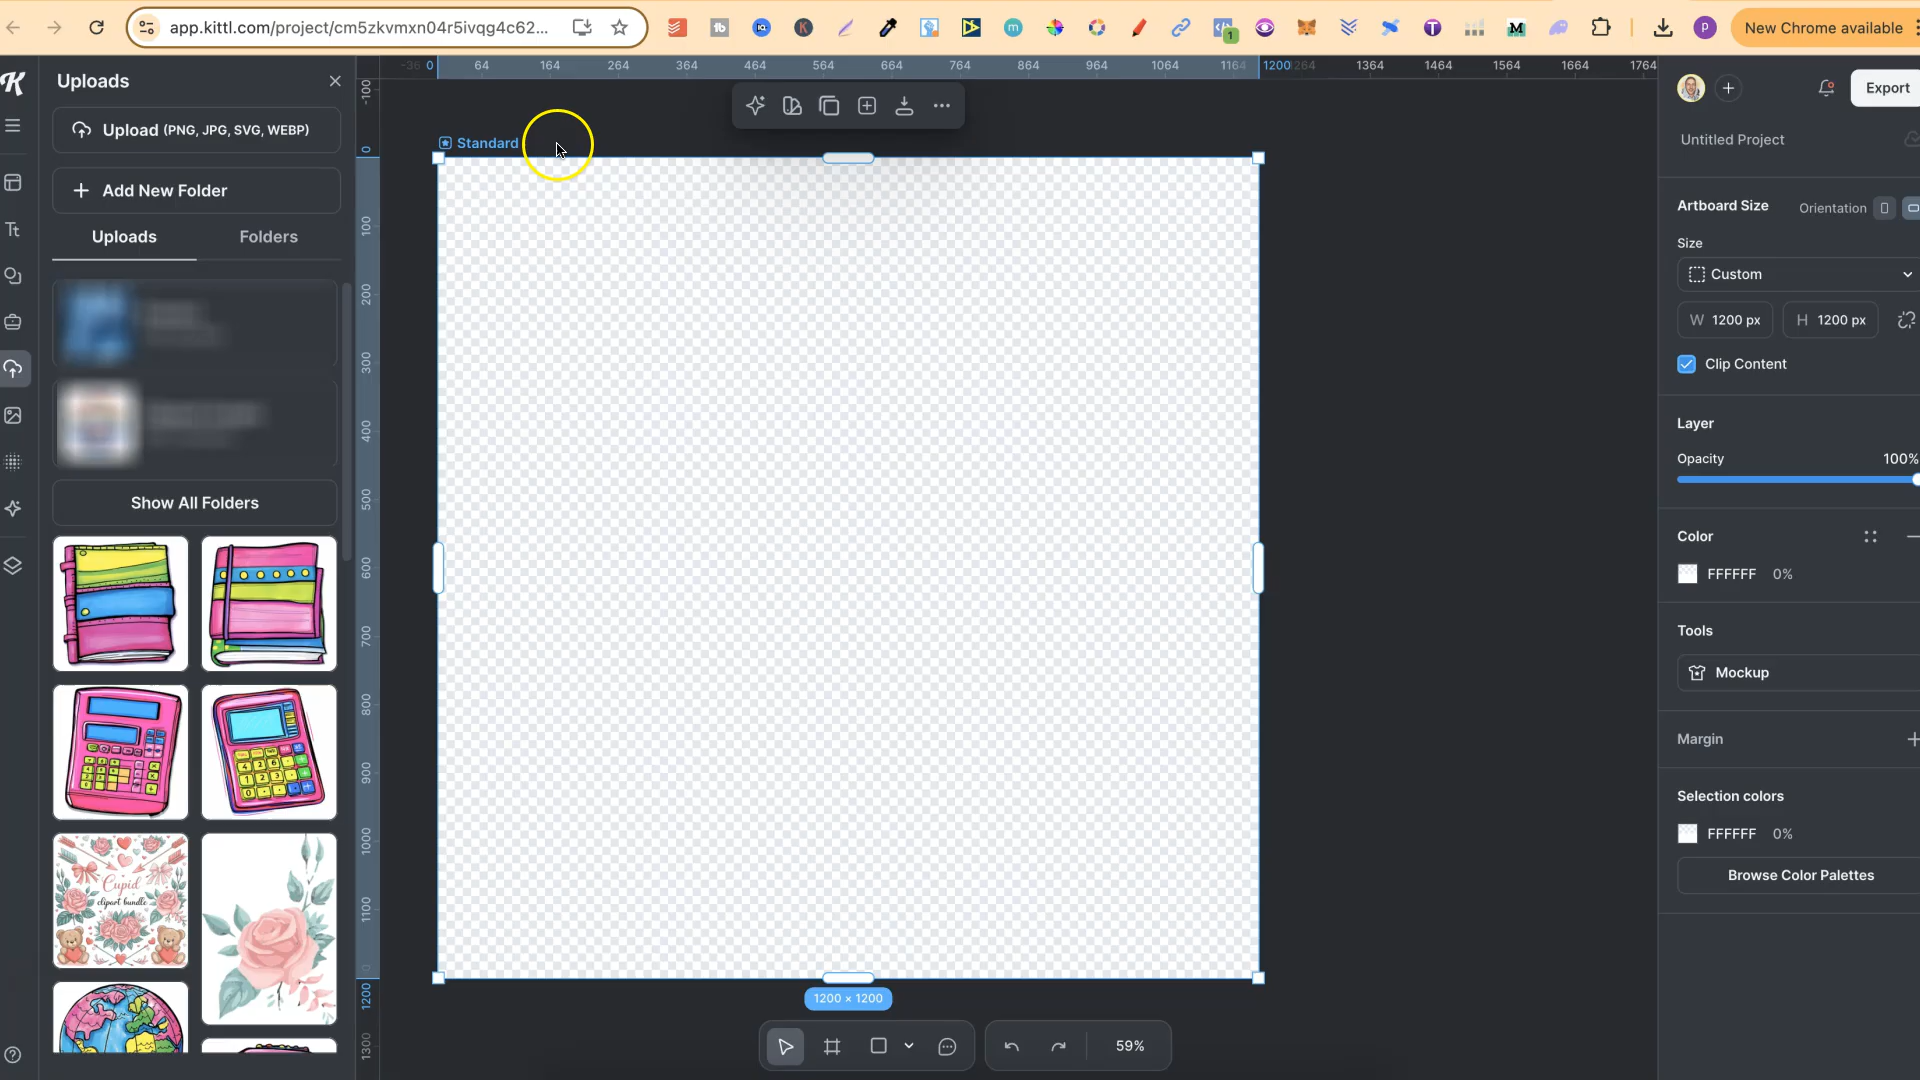 app.kittl.com/project/cm5zkvmxn04r5ivqg4c62...
New Chrome available
Uploads
Upload (PNG, JPG, SVG, WEBP)
Add New Folder
Uploads
Folders
Show All Folders
Cupid
clipart bundle
-36 0 64 164 264 364 464 564 664 764 864 964 1064 1164 1200 1264 1364 1464 1564 1664 1764
-100
0
100
200
300
400
500
600
700
800
900
1000
1100
1200
1300
Standard
1200 × 1200
59%
Export
Untitled Project
Artboard Size
Orientation
Size
Custom
W 1200 px
H 1200 px
Clip Content
Layer
Opacity
100%
Color
FFFFFF 0%
Tools
Mockup
Margin
Selection colors
FFFFFF 0%
Browse Color Palettes